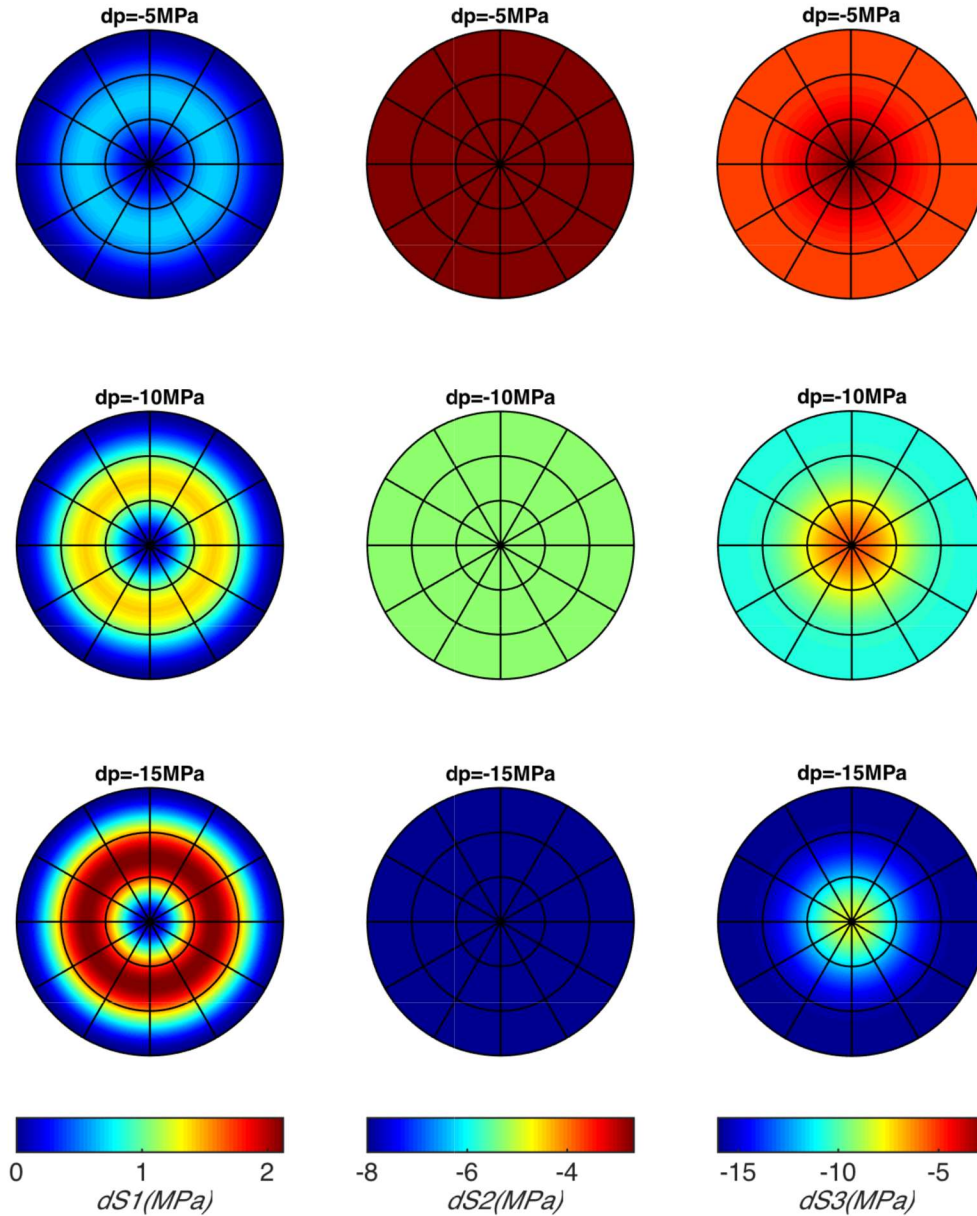 dp=-5MPa dp=-5MPa dp=-5MPa
dp=-10MPa dp=-10MPa dp=-10MPa
dp=-15MPa dp=-15MPa dp=-15MPa
0 1 2 -8 -6 -4 -15 -10 -5
dS1(MPa) dS2(MPa) dS3(MPa)